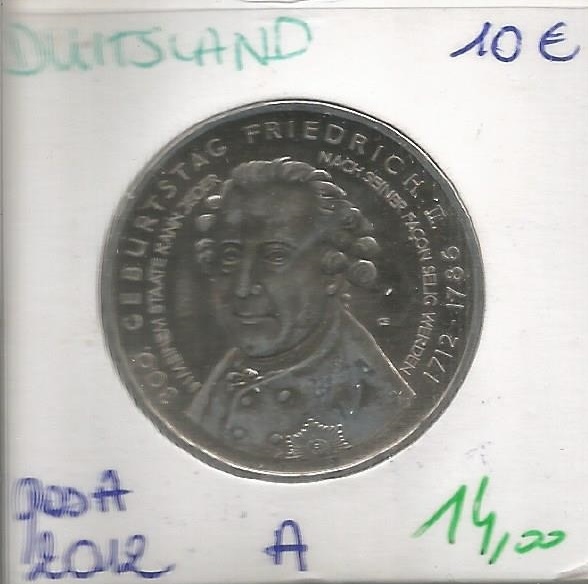 DUITSLAND 10 €
300. GEBURTSTAG FRIEDRICH II. 1712 - 1786
IN MEINEM STAATE KANN JEDER
NACH SEINER FAÇON SELIG WERDEN
2012 A 14,00